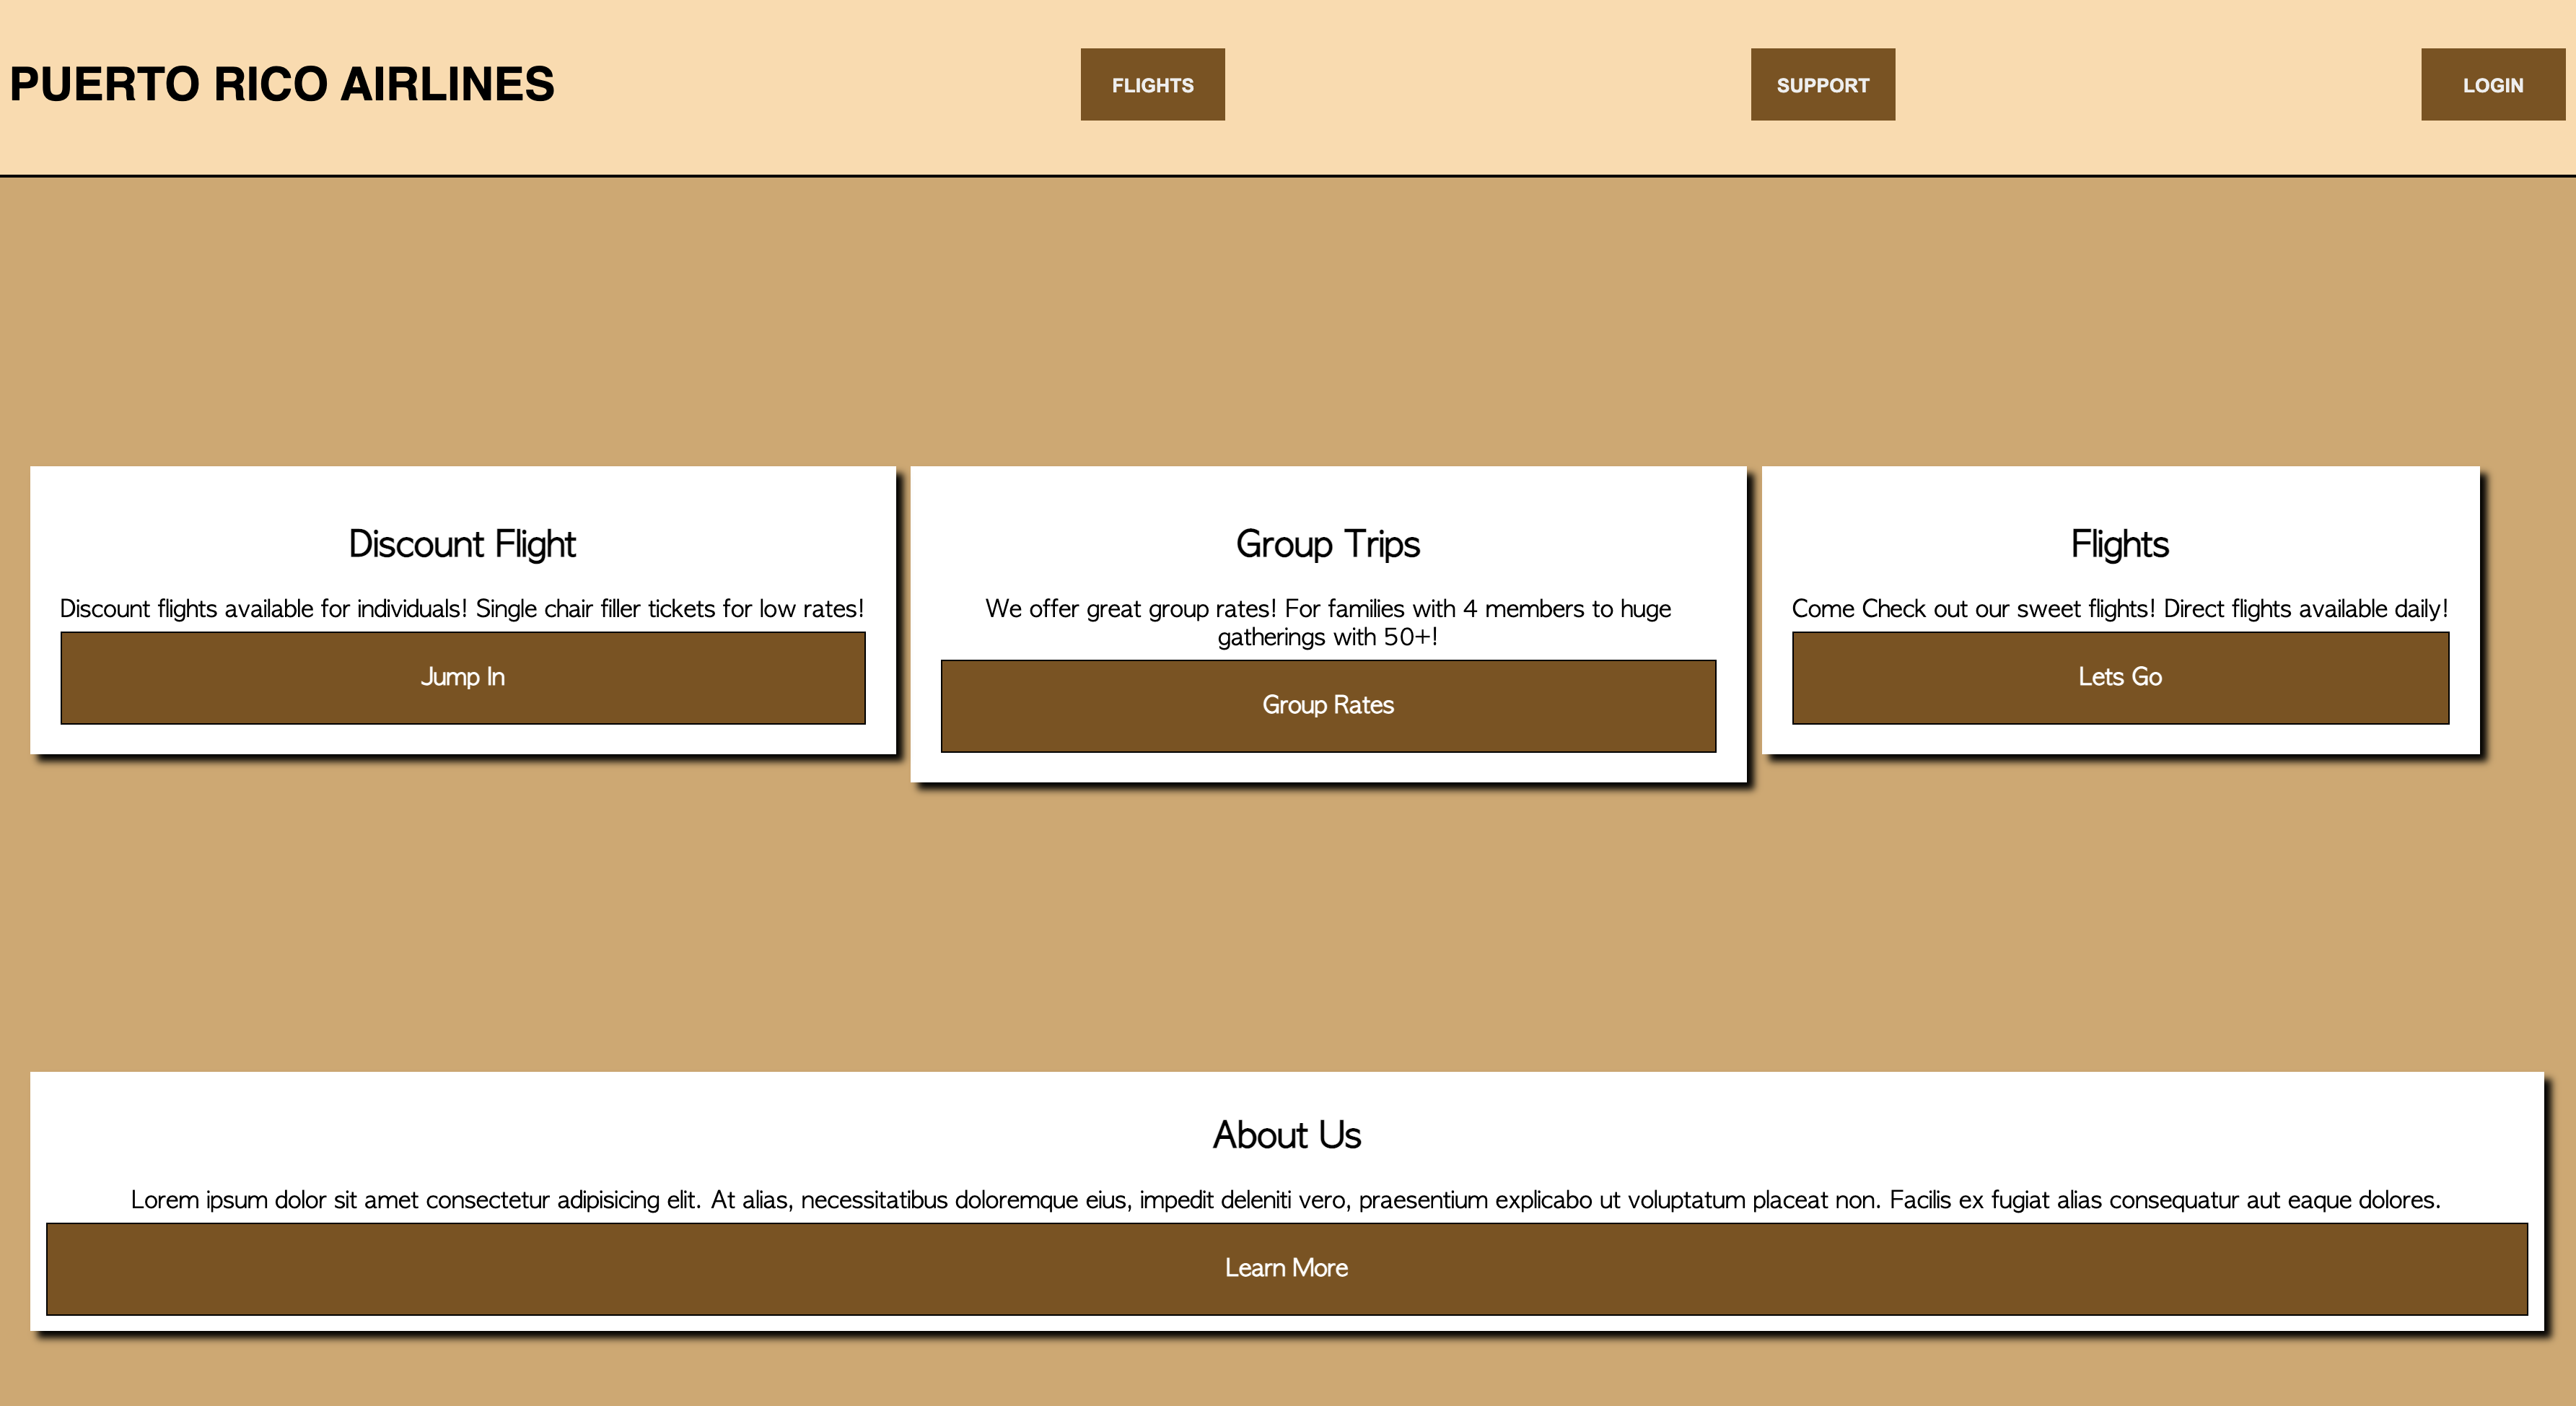 PUERTO RICO AIRLINES
FLIGHTS
SUPPORT
LOGIN
Discount Flight
Discount flights available for individuals! Single chair filler tickets for low rates!
Jump In
Group Trips
We offer great group rates! For families with 4 members to huge
gatherings with 50+!
Group Rates
Flights
Come Check out our sweet flights! Direct flights available daily!
Lets Go
About Us
Lorem ipsum dolor sit amet consectetur adipisicing elit. At alias, necessitatibus doloremque eius, impedit deleniti vero, praesentium explicabo ut voluptatum placeat non. Facilis ex fugiat alias consequatur aut eaque dolores.
Learn More